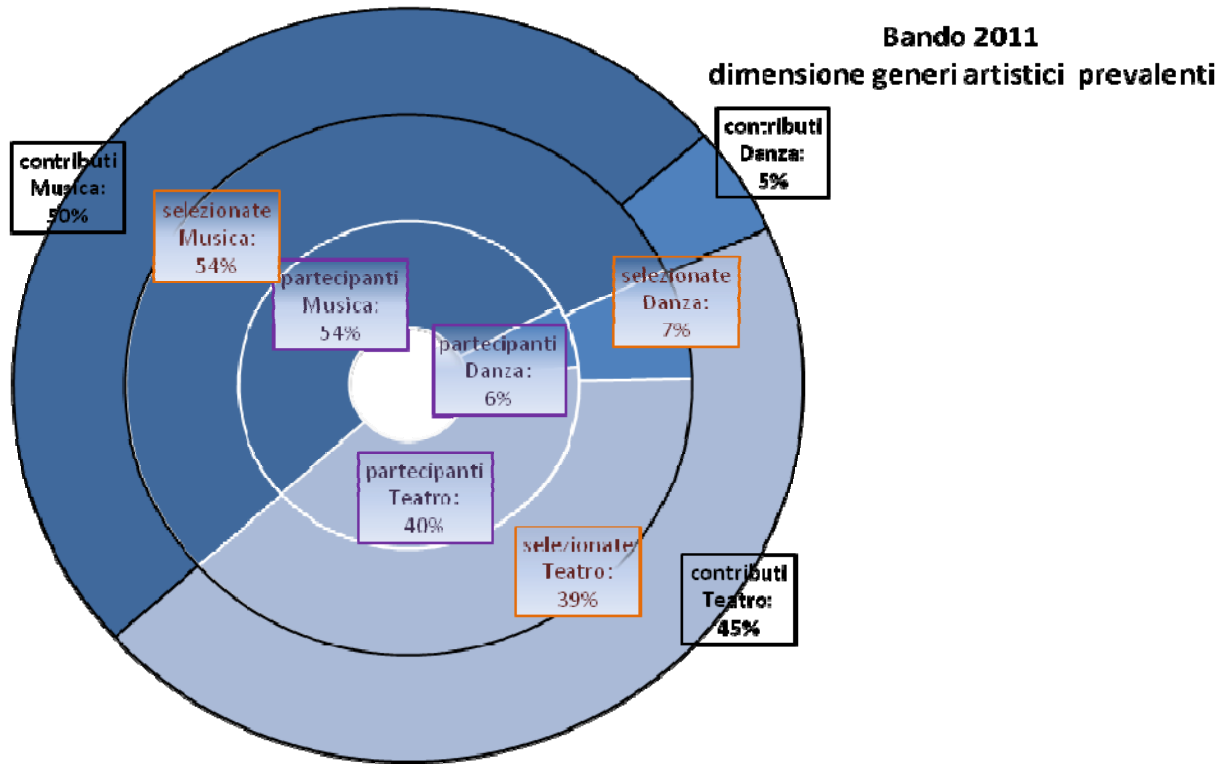 Bando 2011
dimensione generi artistici prevalenti
contributi
Danza:
5%
contributi
Musica:
50%
selezionate
Musica:
54%
partecipanti
Musica:
54%
selezionate
Danza:
7%
partecipanti
Danza:
6%
partecipanti
Teatro:
40%
selezionate
Teatro:
39%
contributi
Teatro:
45%